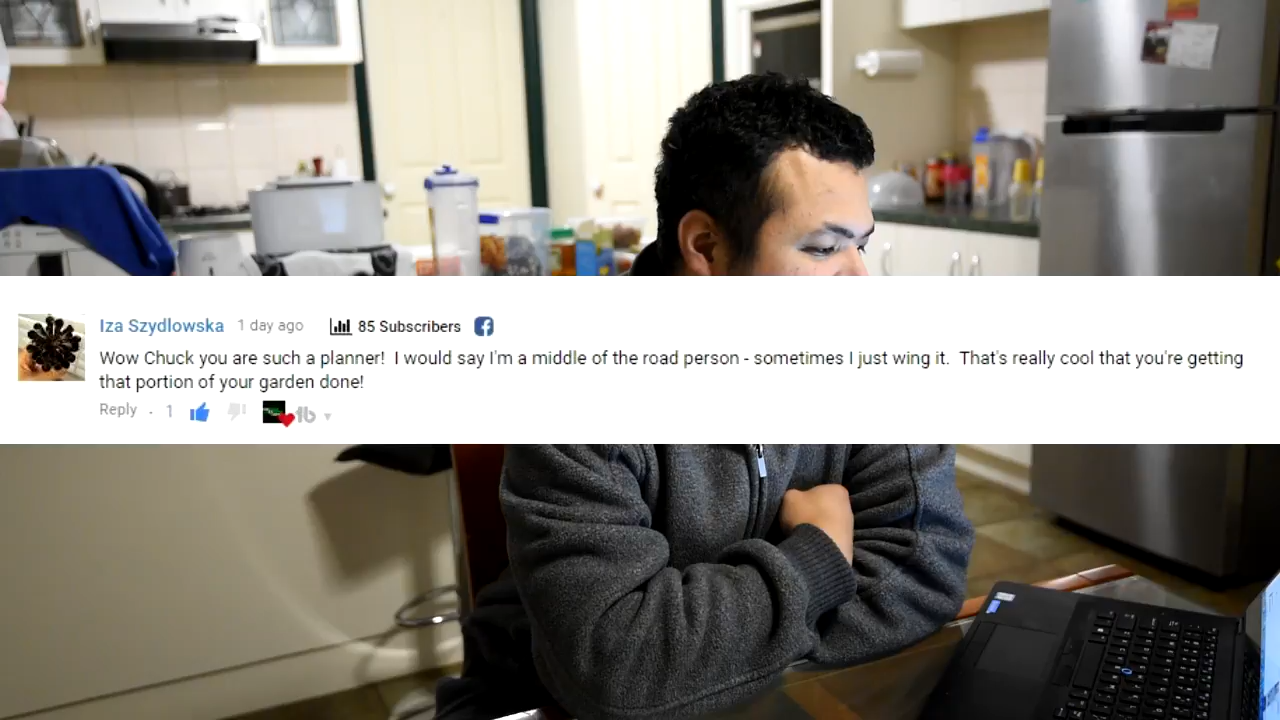 Iza Szydlowska 1 day ago 85 Subscribers
Wow Chuck you are such a planner! I would say I'm a middle of the road person - sometimes I just wing it. That's really cool that you're getting
that portion of your garden done!
Reply · 1